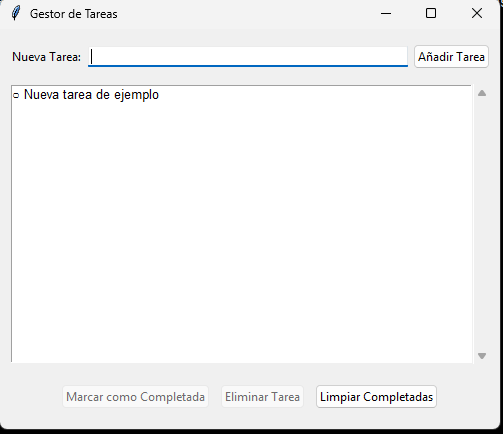 Gestor de Tareas
Nueva Tarea:
Añadir Tarea
○ Nueva tarea de ejemplo
Marcar como Completada
Eliminar Tarea
Limpiar Completadas